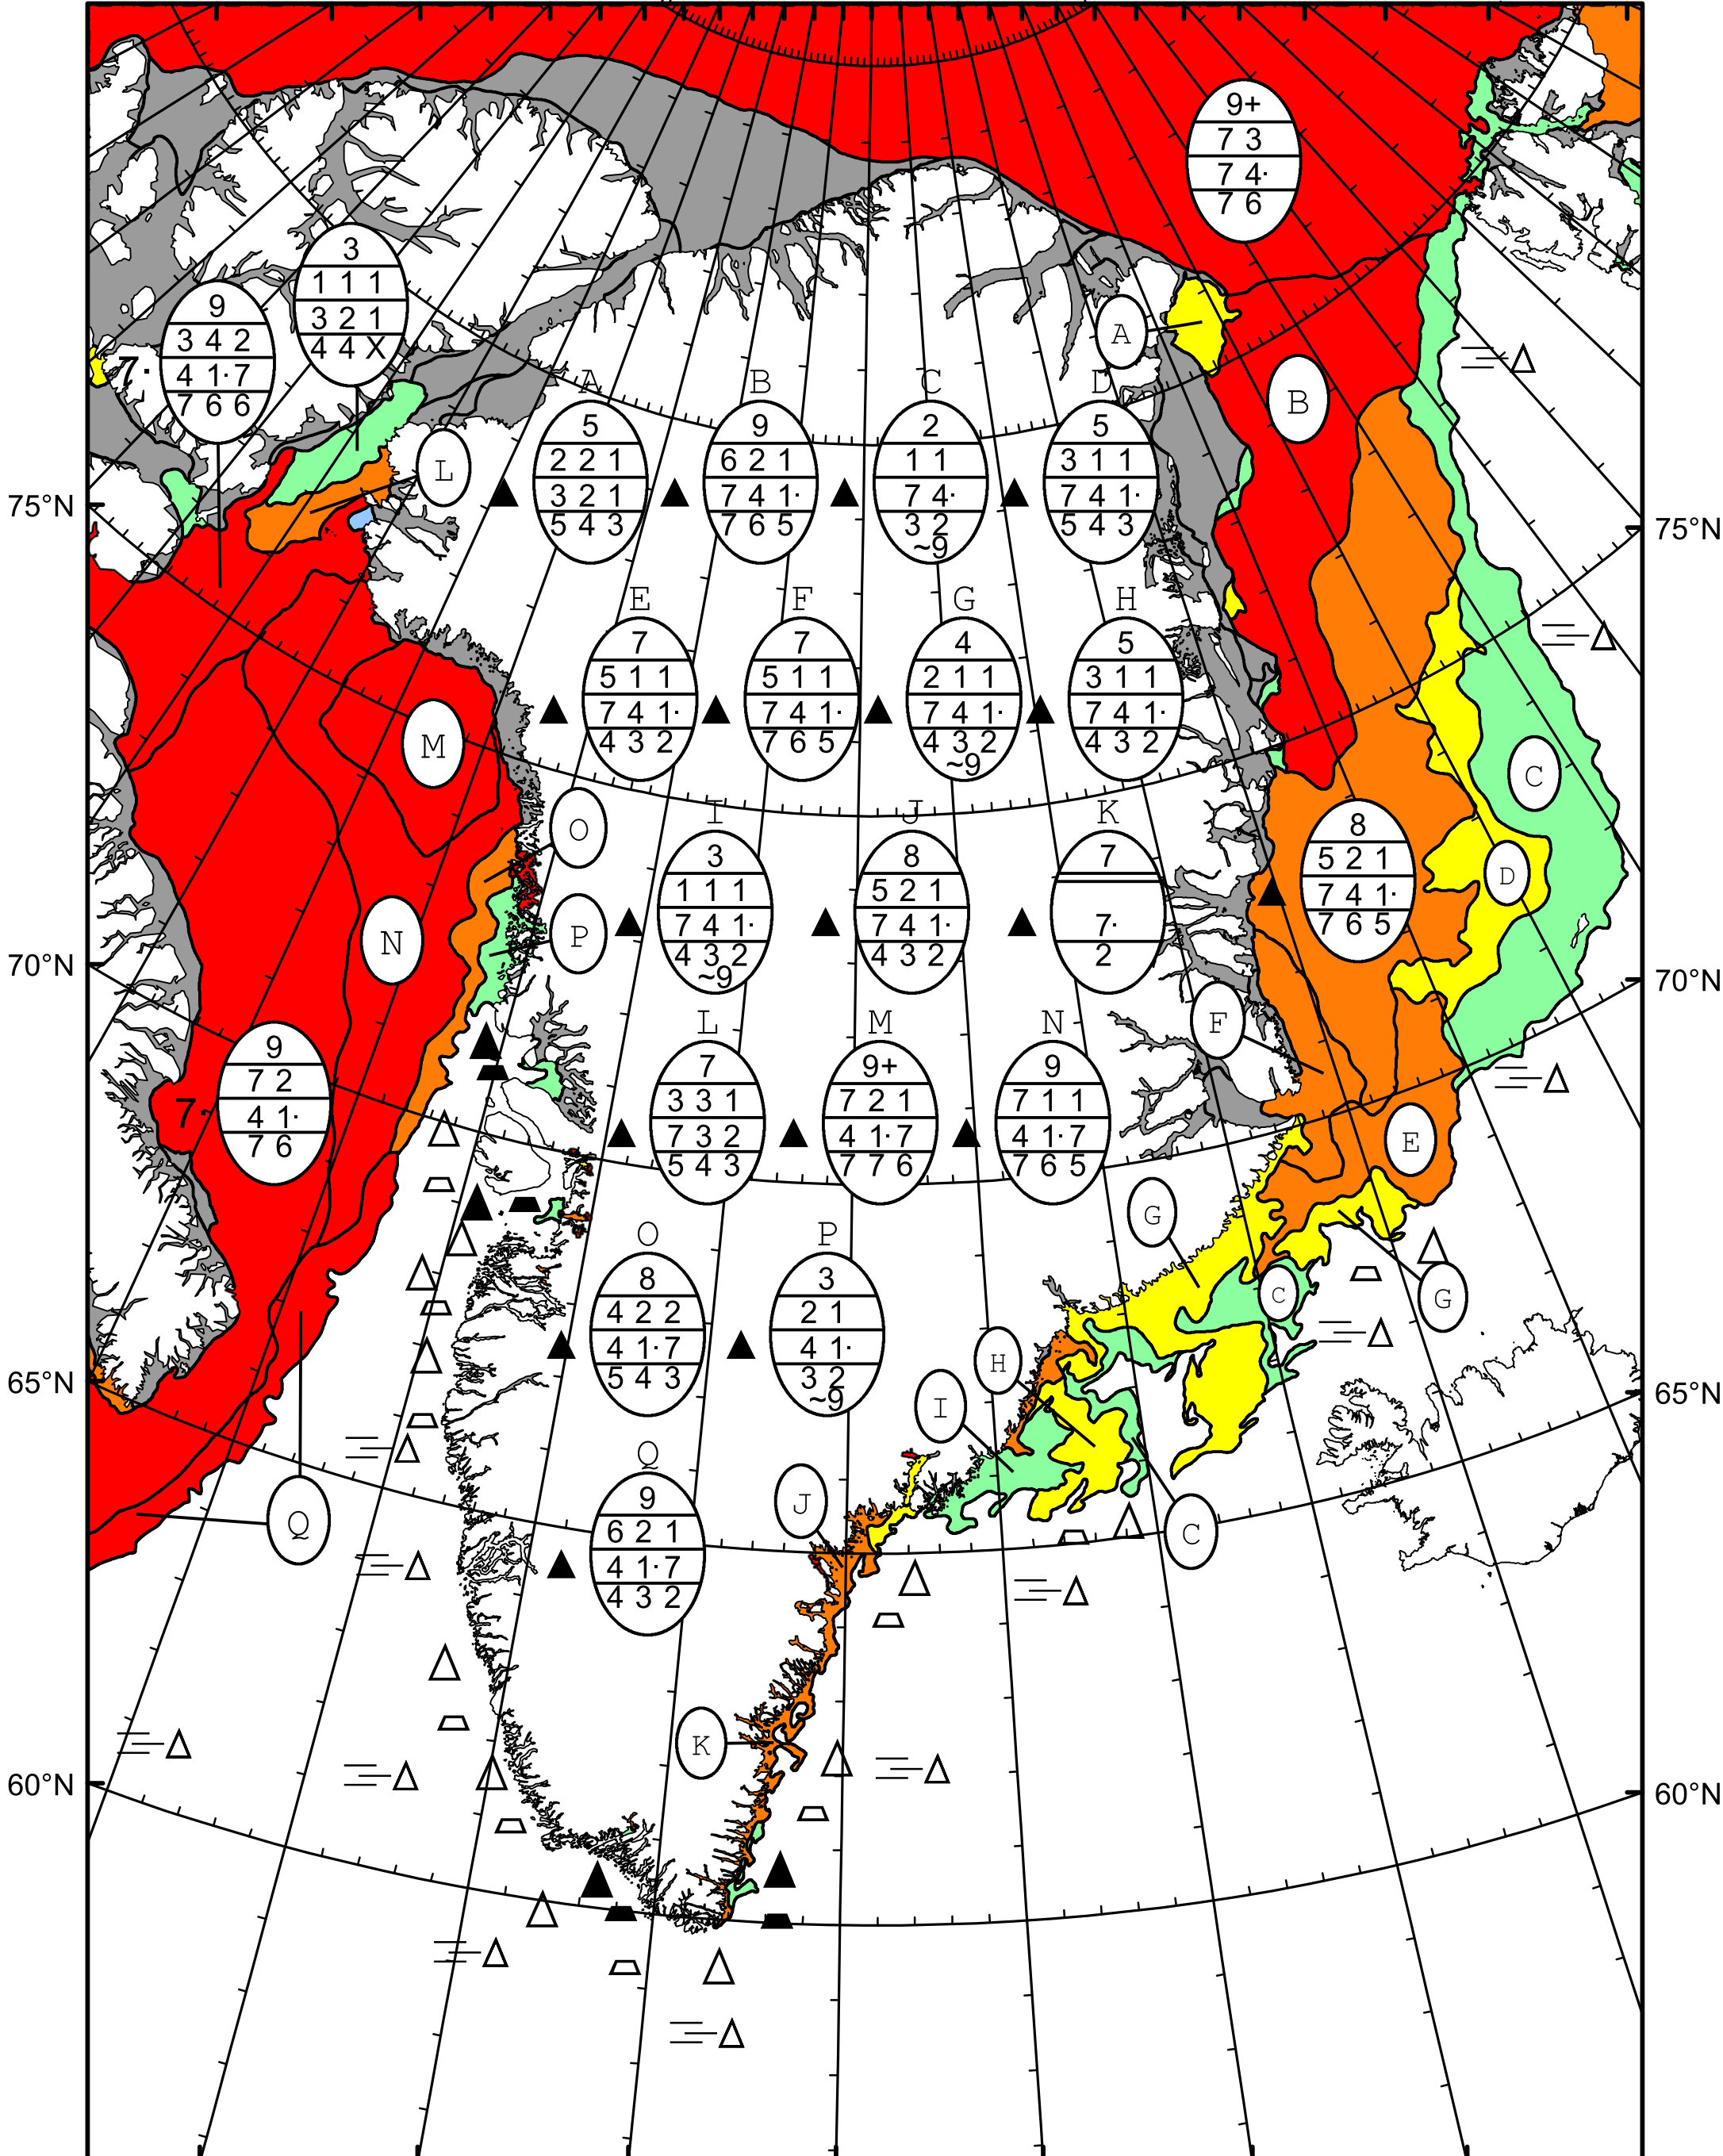 9+
7 3
7 4·
7 6
3
1 1 1
3 2 1
4 4 X
9
3 4 2
7· 4 1·7
7 6 6
A
B
L
75°N
75°N
A B C D
5 9 2 5
2 2 1 6 2 1 1 1 3 1 1
3 2 1 7 4 1· 7 4· 7 4 1·
5 4 3 7 6 5 3 2 5 4 3
~9
E F G H
7 7 4 5
5 1 1 5 1 1 2 1 1 3 1 1
7 4 1· 7 4 1· 7 4 1· 7 4 1·
4 3 2 7 6 5 4 3 2 4 3 2
~9
M
C
O
I J K
3 8 7
1 1 1 5 2 1
7 4 1· 7 4 1· 7·
4 3 2 4 3 2 2
~9
8
5 2 1
7 4 1·
7 6 5
D
P
N
70°N
70°N
F
L M N
7 9+ 9
3 3 1 7 2 1 7 1 1
7 3 2 4 1·7 4 1·7
5 4 3 7 7 6 7 6 5
9
7 2
7· 4 1·
7 6
E
G
C
G
O P
8 3
4 2 2 2 1
4 1·7 4 1·
5 4 3 3 2
~9
H
I
65°N
65°N
Q
9
6 2 1
4 1·7
4 3 2
J
Q
C
K
60°N
60°N